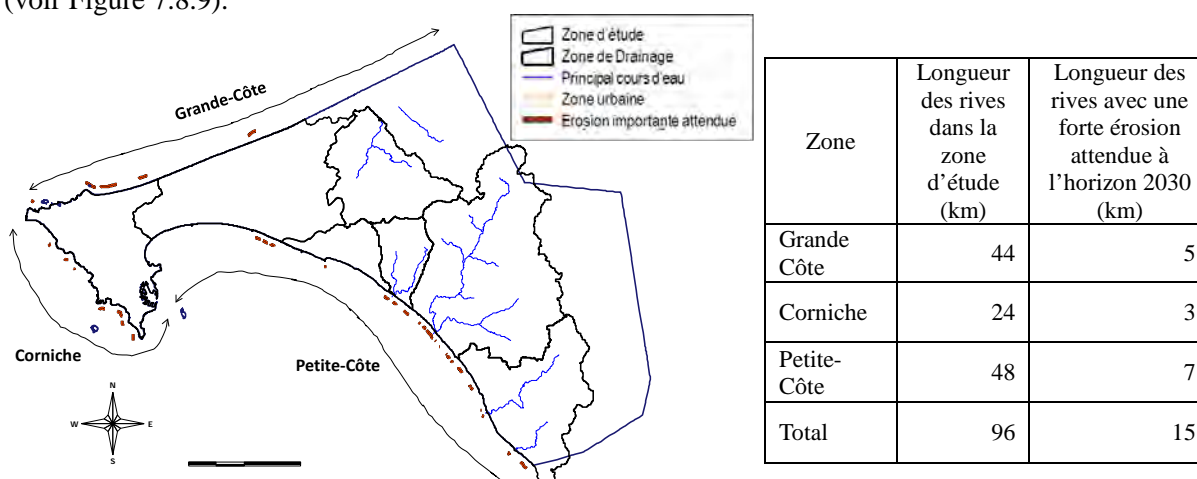 (voir Figure 7.8.9).
Zone d'étude
Zone de Drainage
Principal cours d'eau
Zone urbaine
Erosion importante attendue
Grande-Côte
Corniche
Petite-Côte
N
W
E
S
Zone
Longueur
des rives
dans la
zone
d'étude
(km)
Longueur des
rives avec une
forte érosion
attendue à
l'horizon 2030
(km)
Grande
Côte
44
5
Corniche
24
3
Petite-
Côte
48
7
Total
96
15